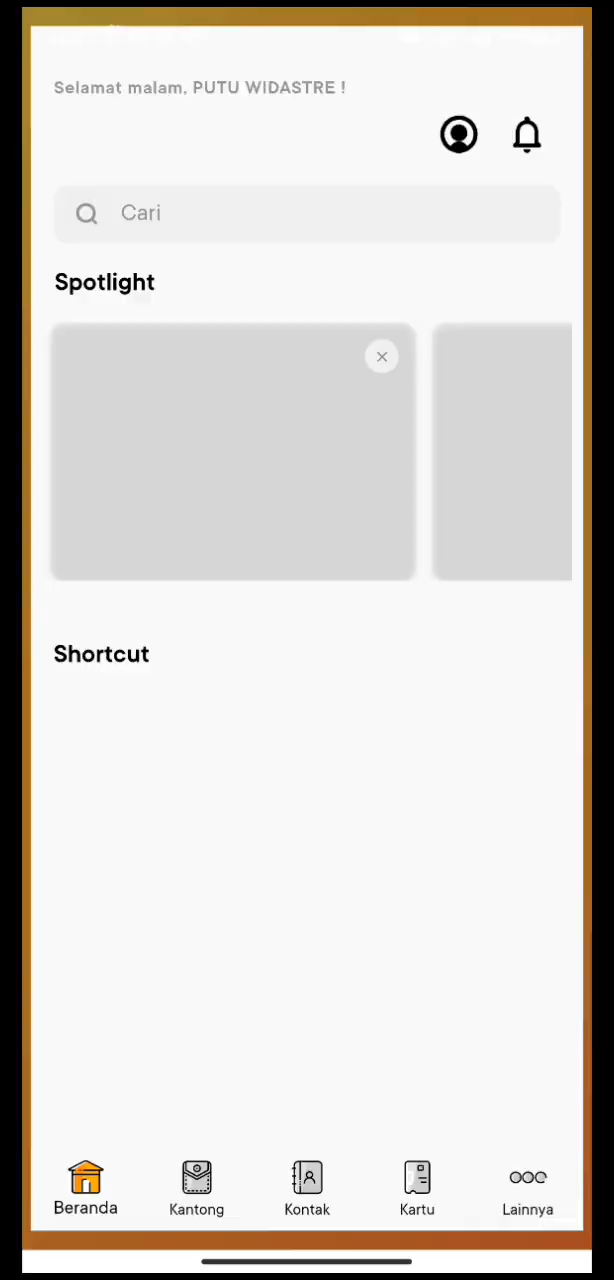 Selamat malam, PUTU WIDASTRE !
Cari
Spotlight
Shortcut
Beranda
Kantong
Kontak
Kartu
Lainnya